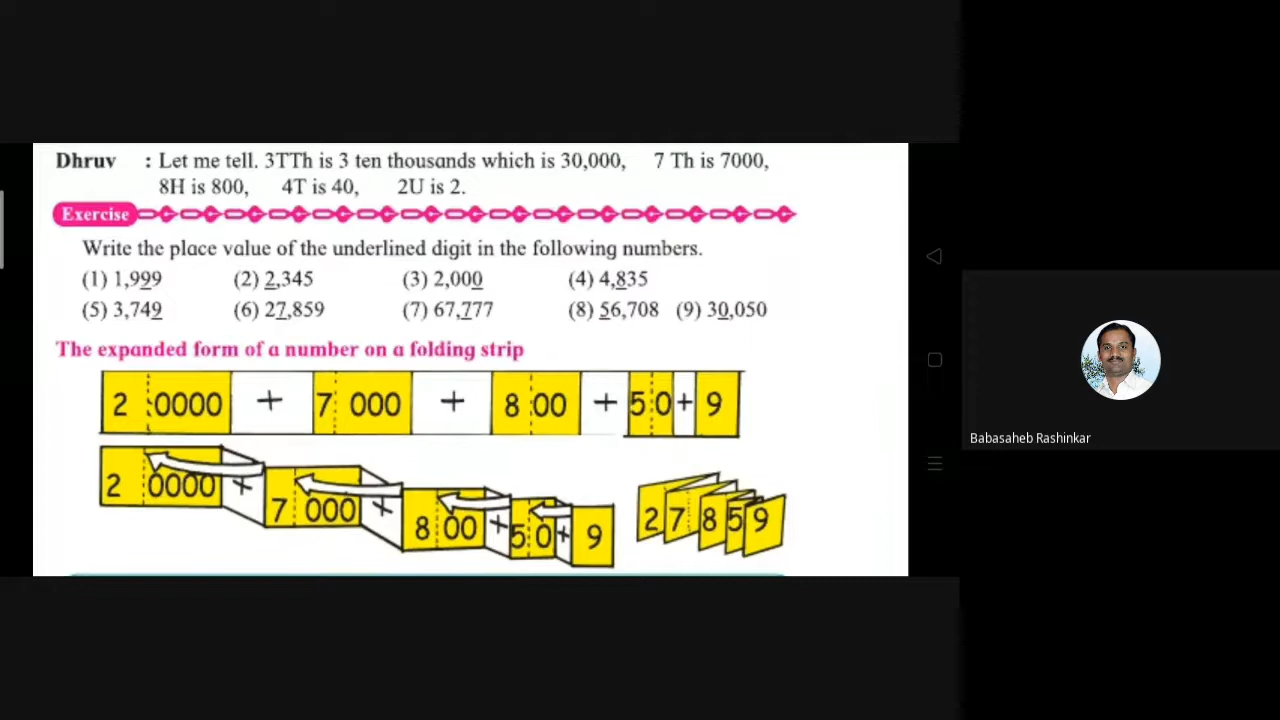 Dhruv : Let me tell. 3TTh is 3 ten thousands which is 30,000, 7 Th is 7000,
8H is 800, 4T is 40, 2U is 2.
Exercise
Write the place value of the underlined digit in the following numbers.
(1) 1,999 (2) 2,345 (3) 2,000 (4) 4,835
(5) 3,749 (6) 27,859 (7) 67,777 (8) 56,708 (9) 30,050
The expanded form of a number on a folding strip
2 0000 + 7 000 + 8 00 + 5 0 + 9
2 0000 + 7 000 + 8 00 + 5 0 + 9
2 7 8 5 9
Babasaheb Rashinkar